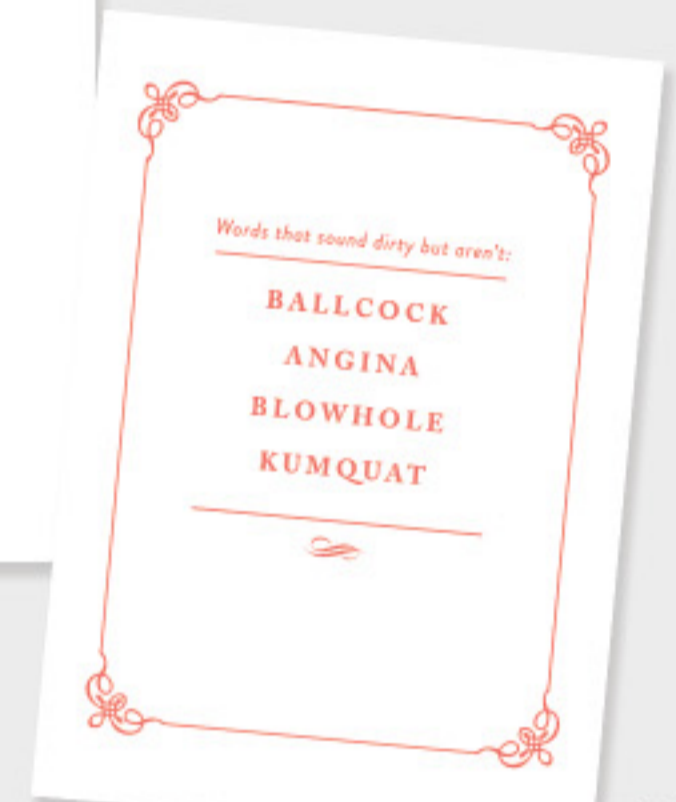 Words that sound dirty but aren't:
BALLCOCK
ANGINA
BLOWHOLE
KUMQUAT